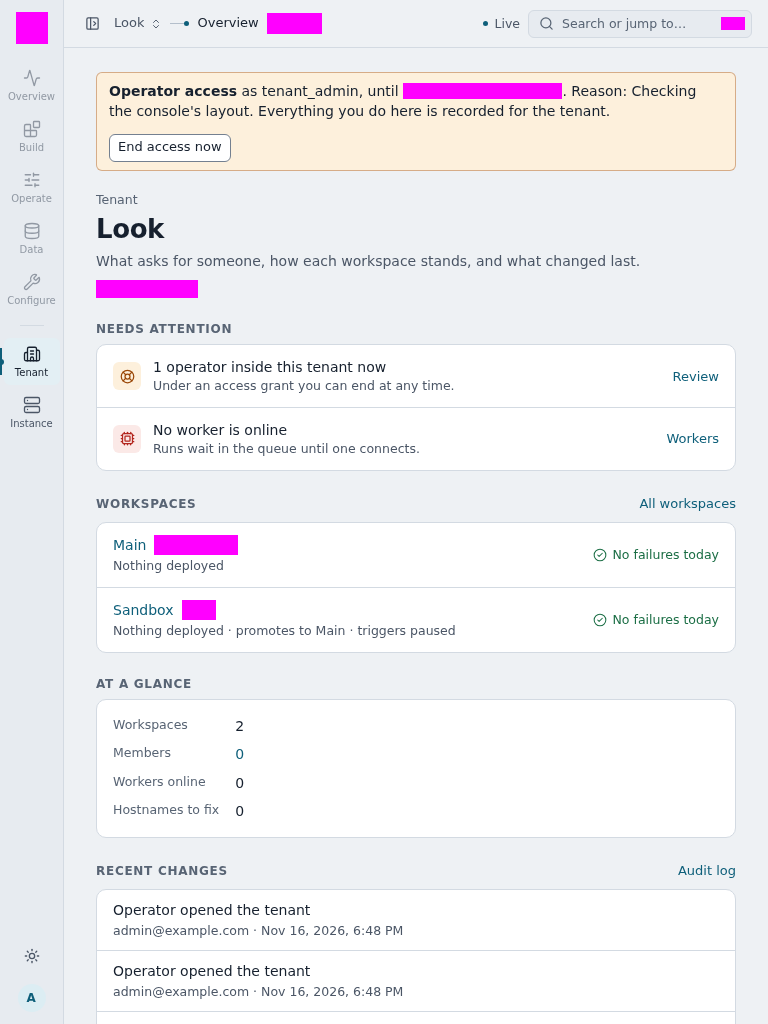 Look
Overview
Live
Search or jump to…
Overview
Build
Operate
Data
Configure
Tenant
Instance
A
Operator access as tenant_admin, until . Reason: Checking
the console's layout. Everything you do here is recorded for the tenant.
End access now
Tenant
Look
What asks for someone, how each workspace stands, and what changed last.
NEEDS ATTENTION
1 operator inside this tenant now
Under an access grant you can end at any time.
Review
No worker is online
Runs wait in the queue until one connects.
Workers
WORKSPACES
All workspaces
Main
Nothing deployed
No failures today
Sandbox
Nothing deployed · promotes to Main · triggers paused
No failures today
AT A GLANCE
Workspaces 2
Members 0
Workers online 0
Hostnames to fix 0
RECENT CHANGES
Audit log
Operator opened the tenant
admin@example.com · Nov 16, 2026, 6:48 PM
Operator opened the tenant
admin@example.com · Nov 16, 2026, 6:48 PM